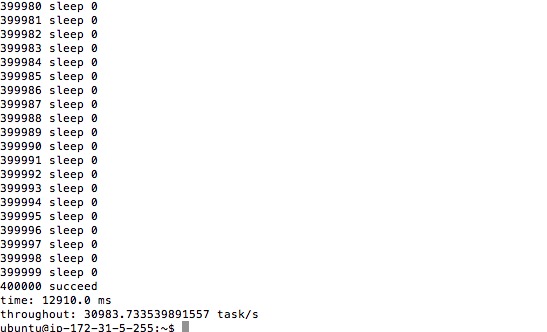 399980 sleep 0
399981 sleep 0
399982 sleep 0
399983 sleep 0
399984 sleep 0
399985 sleep 0
399986 sleep 0
399987 sleep 0
399988 sleep 0
399989 sleep 0
399990 sleep 0
399991 sleep 0
399992 sleep 0
399993 sleep 0
399994 sleep 0
399995 sleep 0
399996 sleep 0
399997 sleep 0
399998 sleep 0
399999 sleep 0
400000 succeed
time: 12910.0 ms
throughout: 30983.733539891557 task/s
ubuntu@ip-172-31-5-255:~$